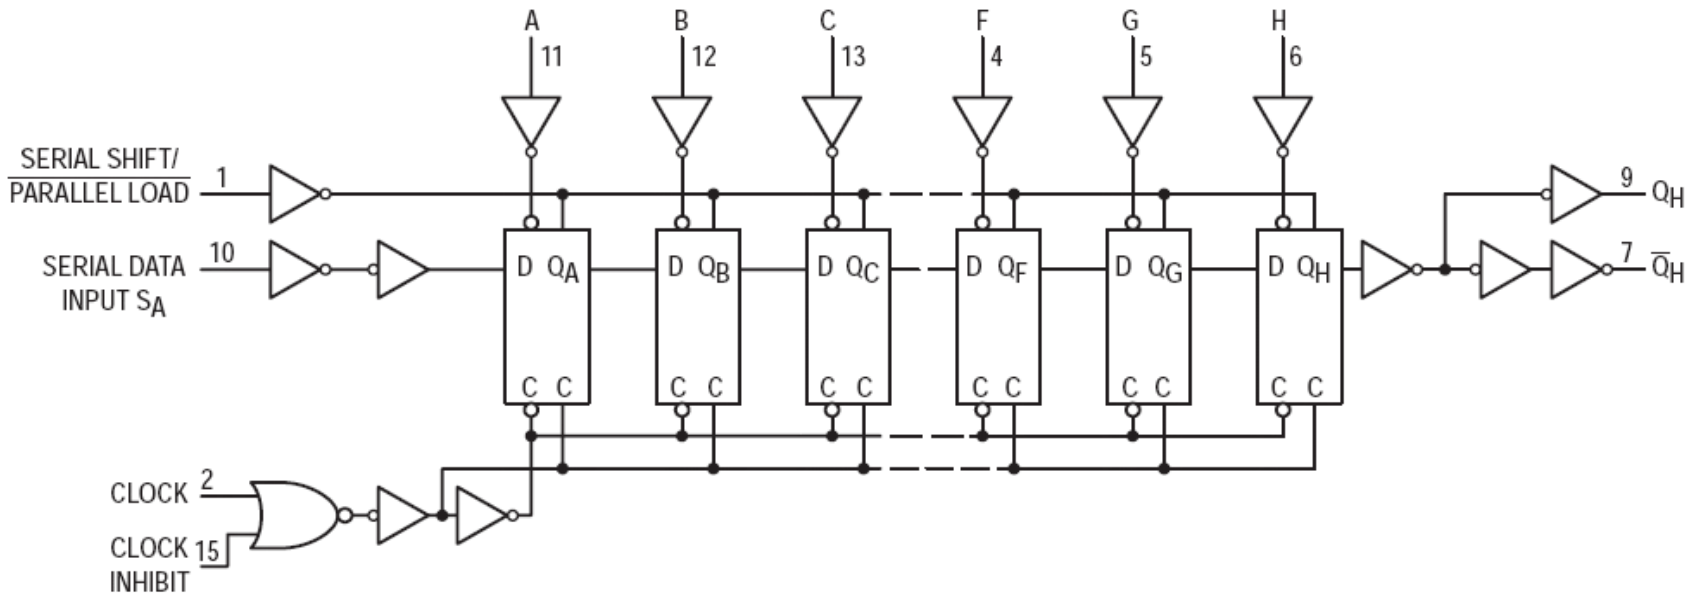 A B C F G H
11 12 13 4 5 6
SERIAL SHIFT/
PARALLEL LOAD 1
9 QH
SERIAL DATA
INPUT SA
10
D QA D QB D QC D QF D QG D QH
7 Q̅H
C C C C C C C C C C C C
CLOCK 2
CLOCK
INHIBIT
15